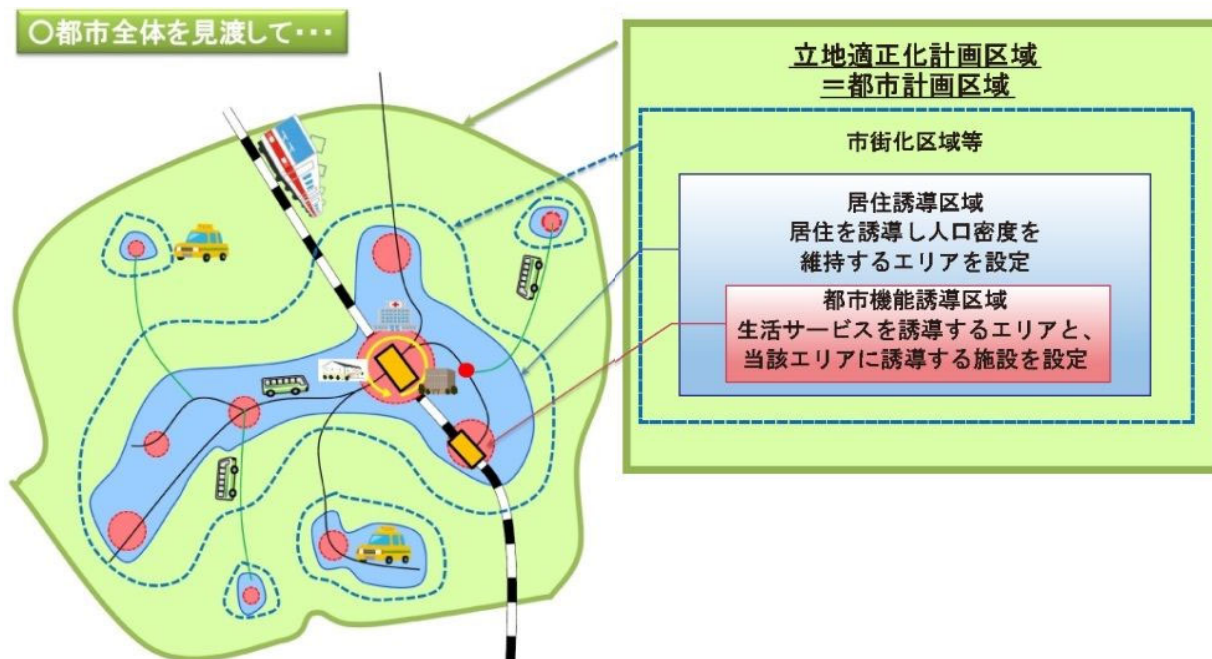 〇都市全体を見渡して･･･
立地適正化計画区域
＝都市計画区域
市街化区域等
居住誘導区域
居住を誘導し人口密度を
維持するエリアを設定
都市機能誘導区域
生活サービスを誘導するエリアと、
当該エリアに誘導する施設を設定